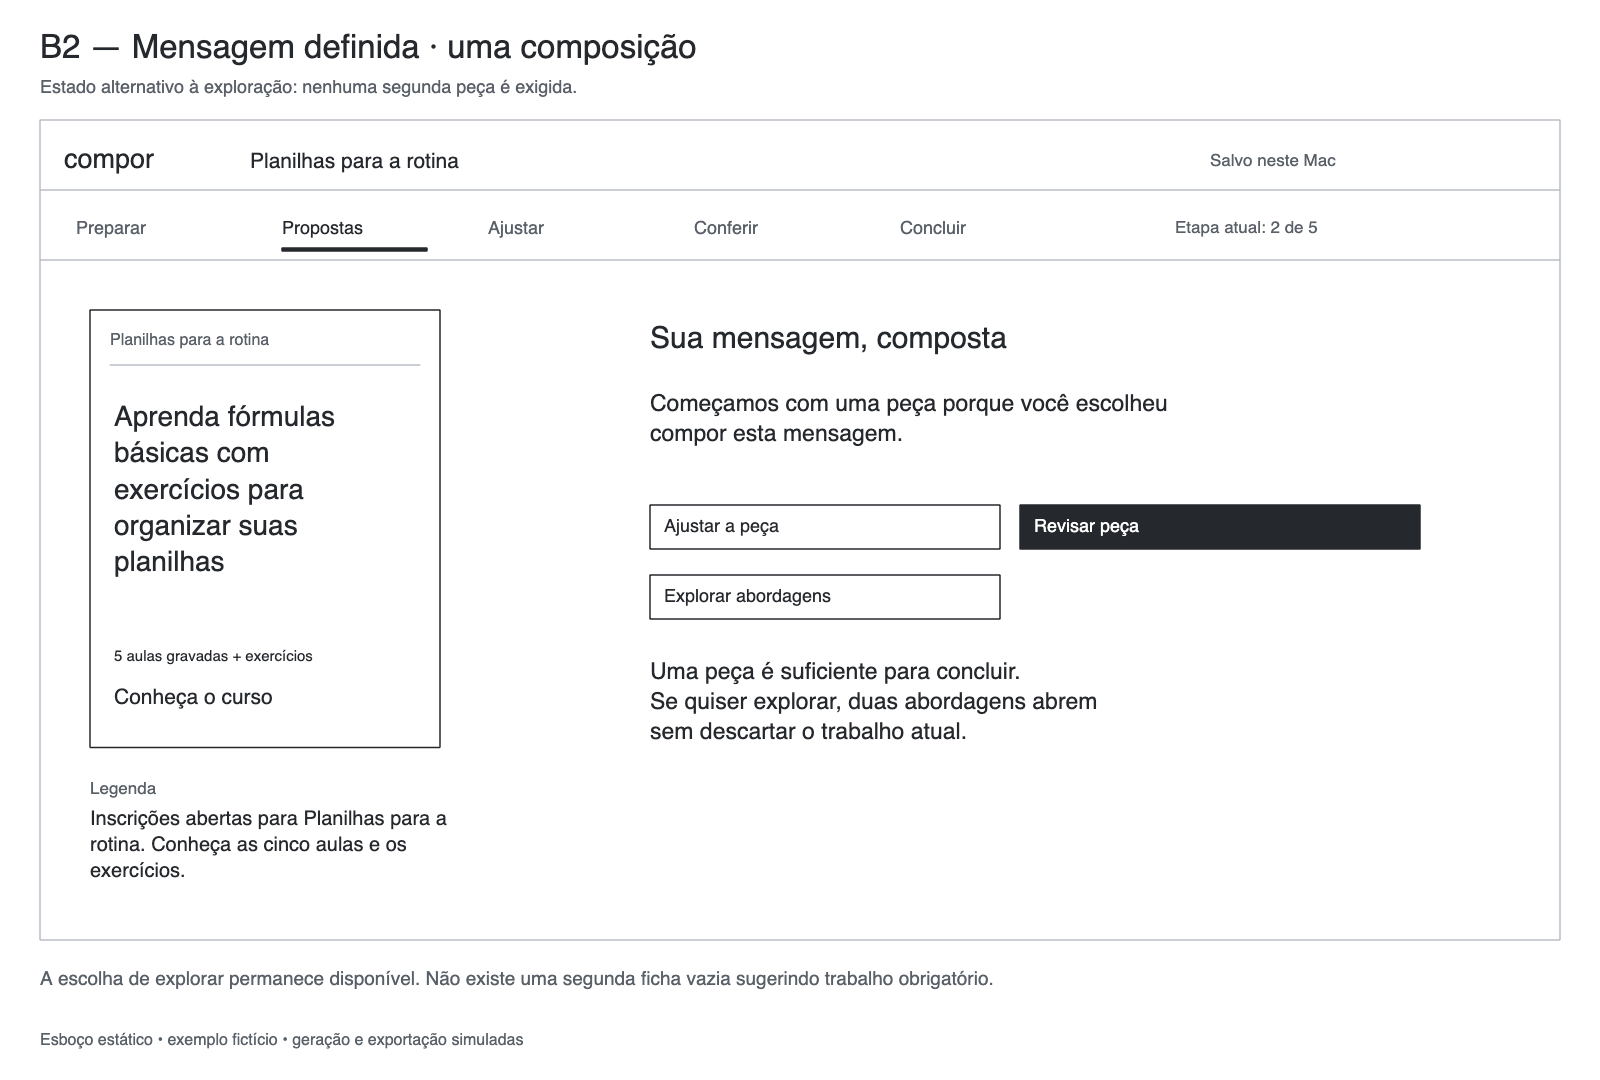 B2 — Mensagem definida · uma composição
Estado alternativo à exploração: nenhuma segunda peça é exigida.
compor
Planilhas para a rotina
Salvo neste Mac
Preparar
Propostas
Ajustar
Conferir
Concluir
Etapa atual: 2 de 5
Planilhas para a rotina
Aprenda fórmulas
básicas com
exercícios para
organizar suas
planilhas
5 aulas gravadas + exercícios
Conheça o curso
Legenda
Inscrições abertas para Planilhas para a
rotina. Conheça as cinco aulas e os
exercícios.
Sua mensagem, composta
Começamos com uma peça porque você escolheu
compor esta mensagem.
Ajustar a peça
Revisar peça
Explorar abordagens
Uma peça é suficiente para concluir.
Se quiser explorar, duas abordagens abrem
sem descartar o trabalho atual.
A escolha de explorar permanece disponível. Não existe uma segunda ficha vazia sugerindo trabalho obrigatório.
Esboço estático • exemplo fictício • geração e exportação simuladas